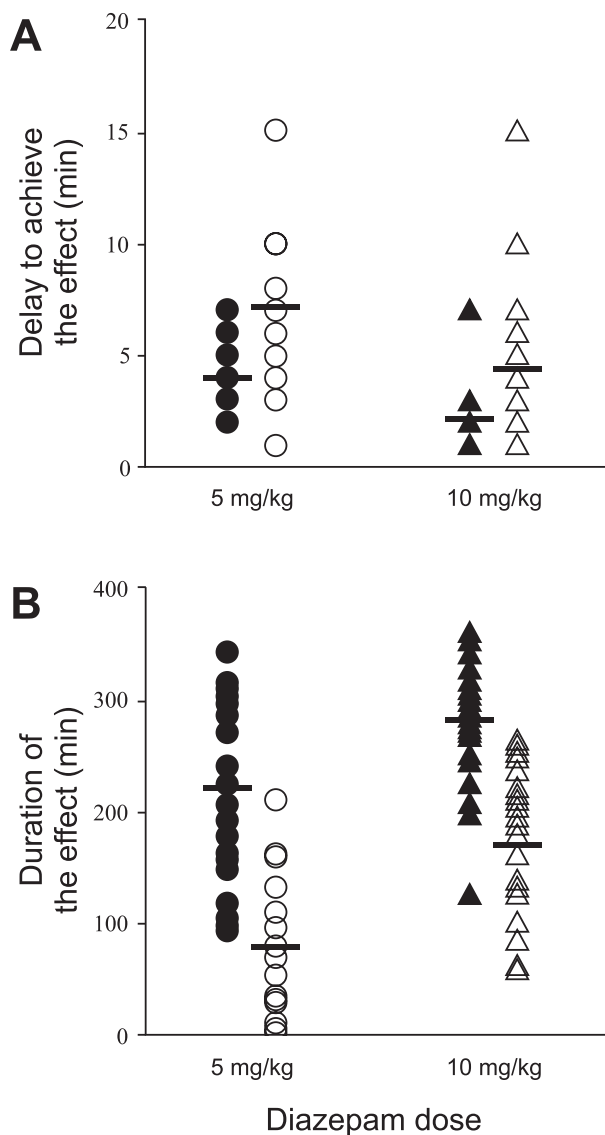 A
Delay to achieve
the effect (min)
20
15
10
5
0
5 mg/kg
10 mg/kg
B
Duration of
the effect (min)
400
300
200
100
0
5 mg/kg
10 mg/kg
Diazepam dose